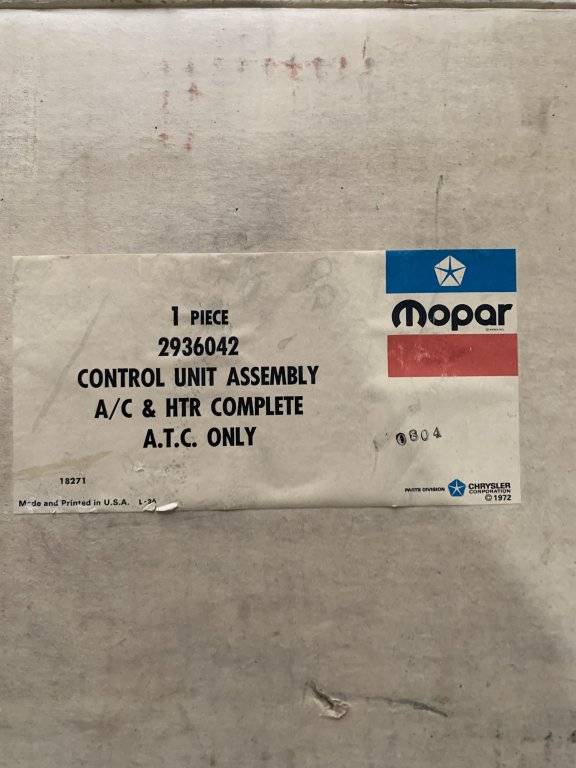 1 PIECE
2936042
CONTROL UNIT ASSEMBLY
A/C & HTR COMPLETE
A.T.C. ONLY
18271
Made and Printed in U.S.A. L-36
Mopar
0804
PARTS DIVISION
CHRYSLER
CORPORATION
© 1972